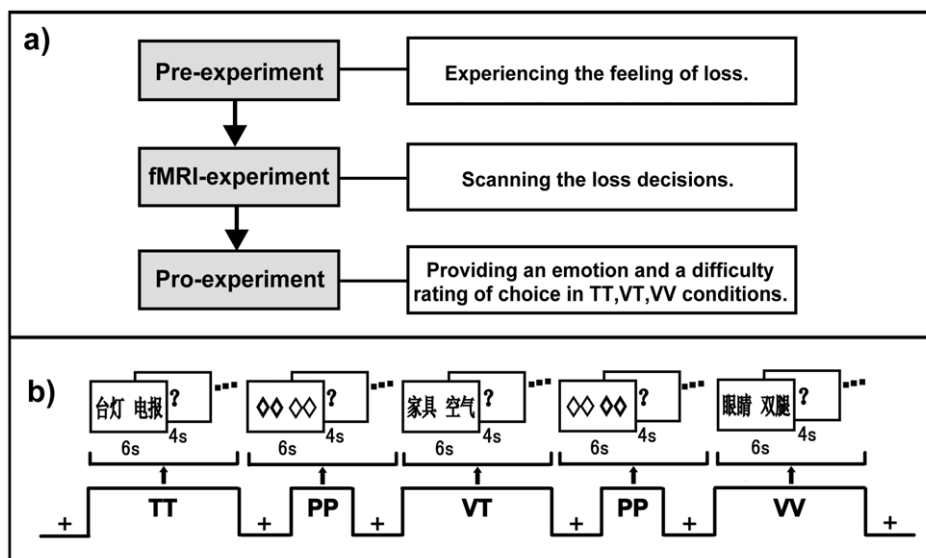 a)
Pre-experiment
Experiencing the feeling of loss.
fMRI-experiment
Scanning the loss decisions.
Pro-experiment
Providing an emotion and a difficulty
rating of choice in TT,VT,VV conditions.
b)
台灯 电报
?
6s
4s
?
6s
4s
家具 空气
?
6s
4s
?
6s
4s
眼睛 双腿
?
6s
4s
+
TT
+
PP
+
VT
+
PP
+
VV
+